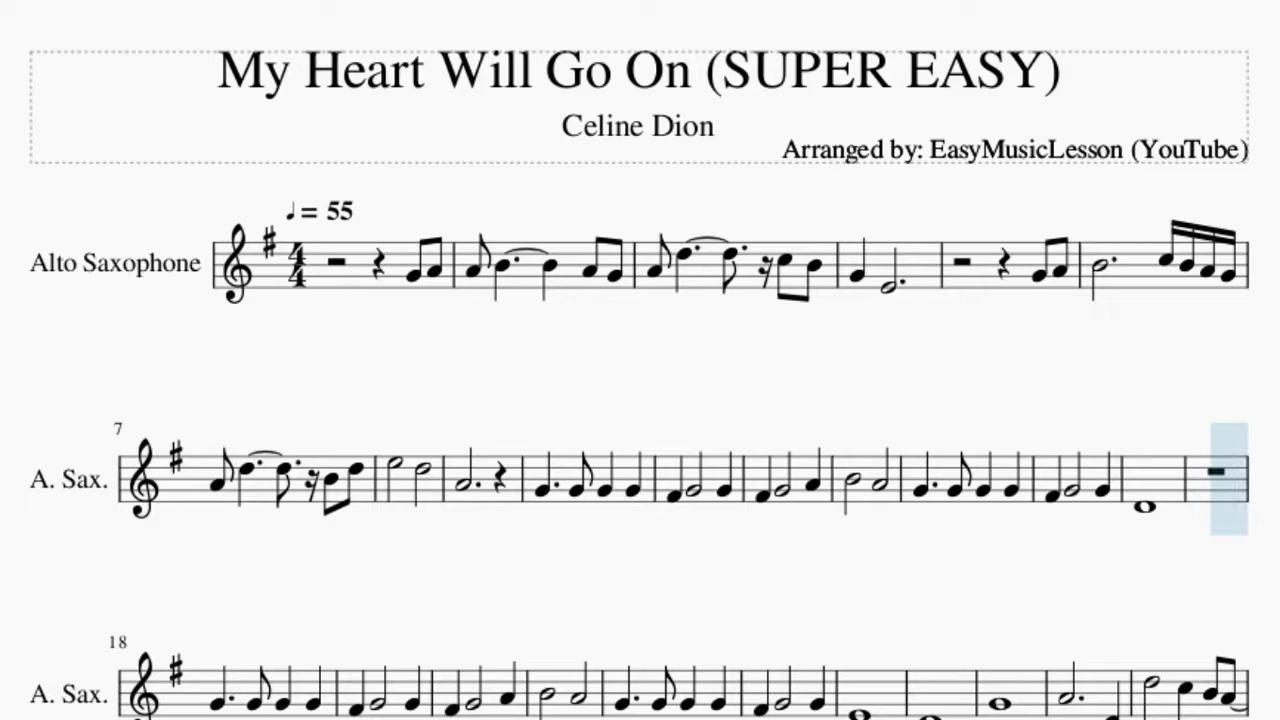 My Heart Will Go On (SUPER EASY)
Celine Dion
Arranged by: EasyMusicLesson (YouTube)
♩= 55
Alto Saxophone
4
4
7
A. Sax.
18
A. Sax.